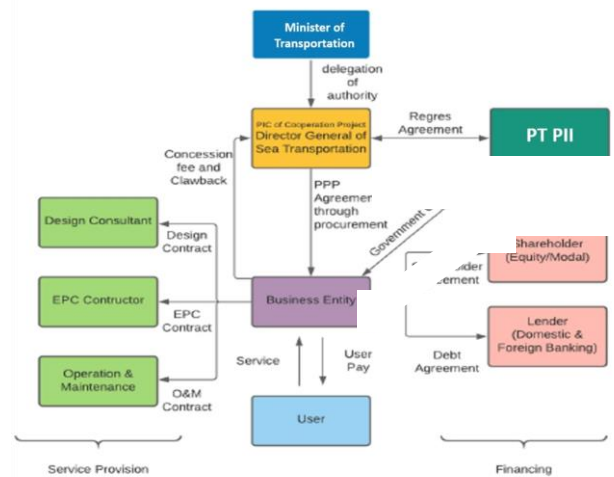 Minister of
Transportation
delegation
of
authority
PIC of Cooperation Project
Director General of
Sea Transportation
Regres
Agreement
PT PII
Concession
fee and
Clawback
PPP
Agreemer
through
procurement
Government
Design Consultant
Design
Contract
Shareholder
(Equity/Modal)
EPC Contructor
EPC
Contract
Business Entity
Lender
(Domestic &
Foreign Banking)
Debt
Agreement
Operation &
Maintenance
O&M
Contract
Service
User
Pay
User
Service Provision
Financing